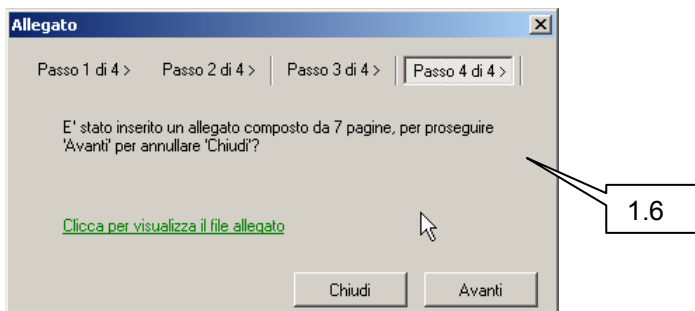 Allegato
Passo 1 di 4 > Passo 2 di 4 > Passo 3 di 4 > Passo 4 di 4 >
E' stato inserito un allegato composto da 7 pagine, per proseguire
'Avanti' per annullare 'Chiudi'?
1.6
Clicca per visualizza il file allegato
Chiudi Avanti